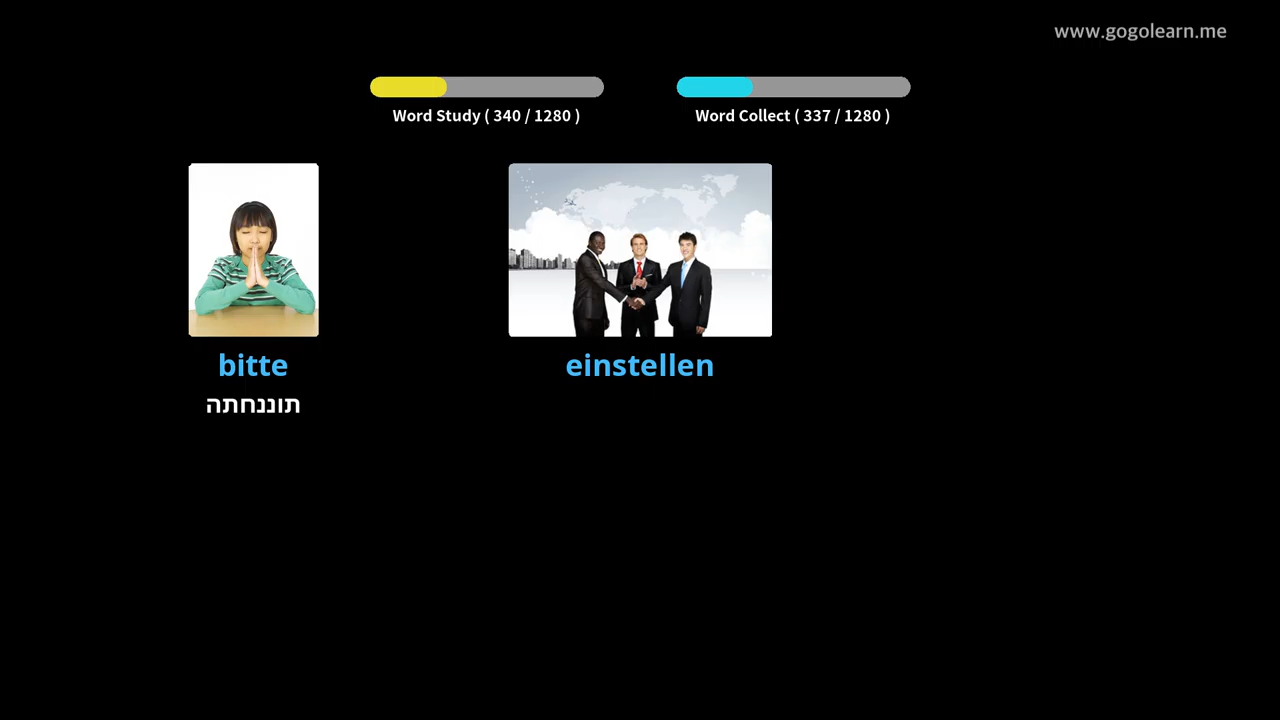 www.gogolearn.me
Word Study ( 340 / 1280 )
Word Collect ( 337 / 1280 )
bitte
einstellen
תוננחתה